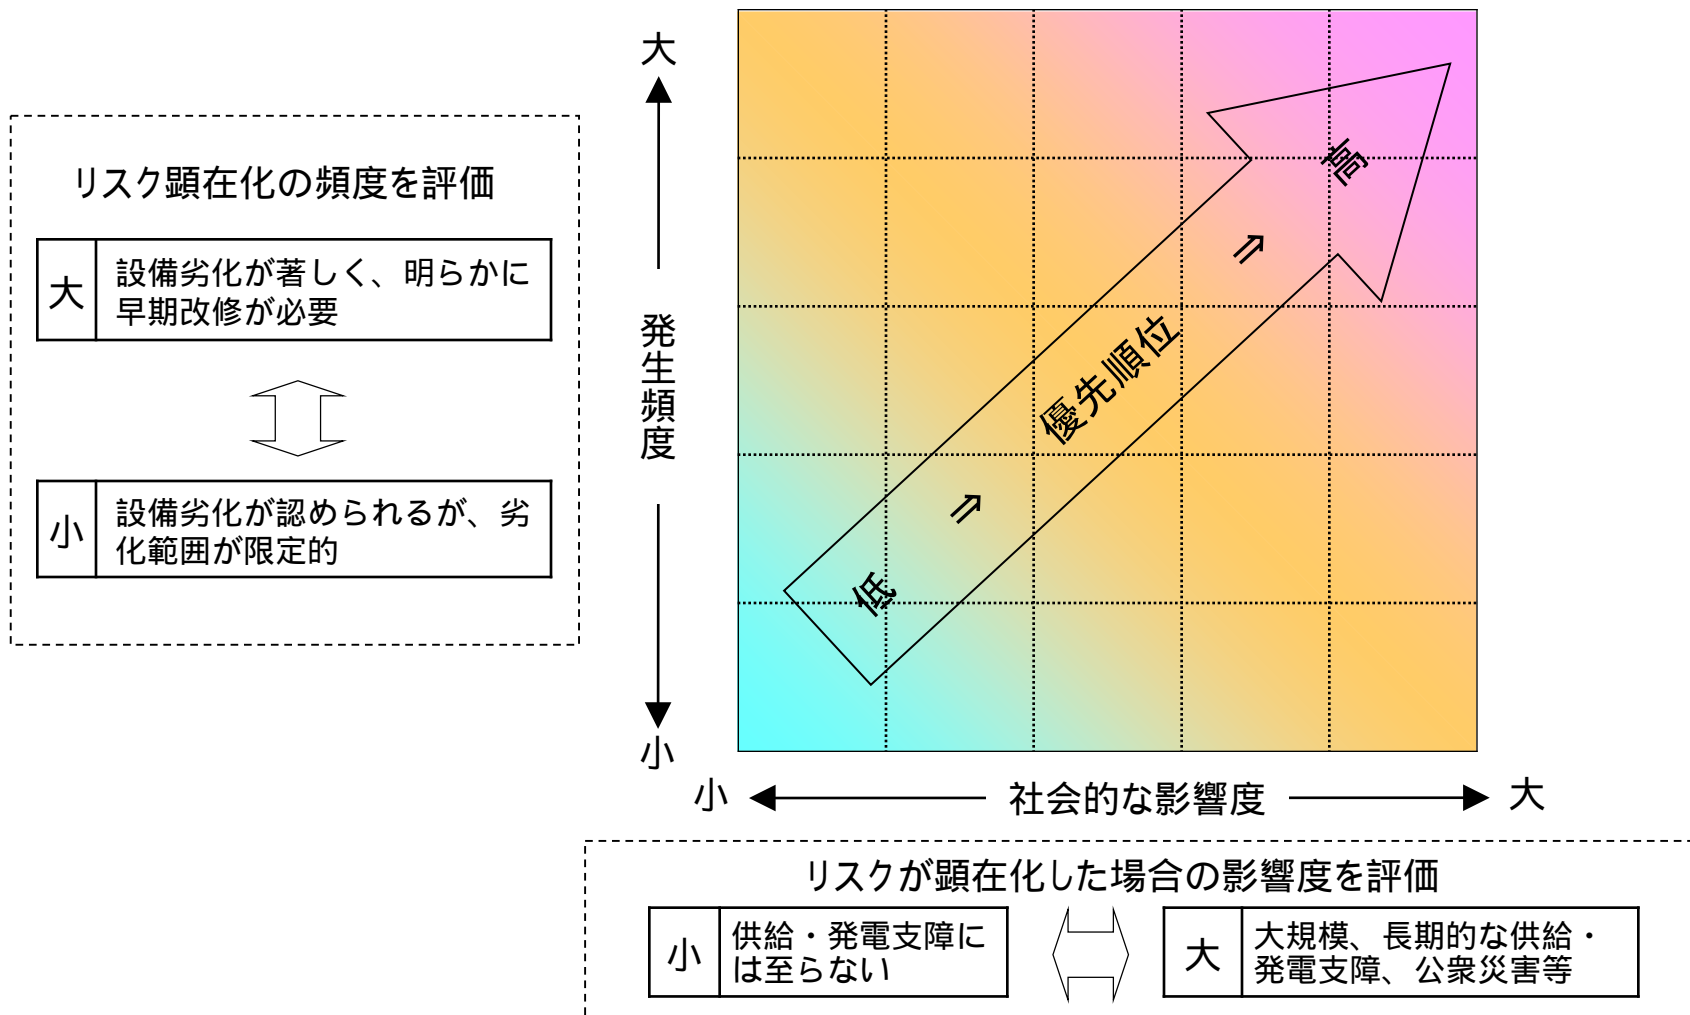 リスク顕在化の頻度を評価
大
設備劣化が著しく、明らかに
早期改修が必要
小
設備劣化が認められるが、劣
化範囲が限定的
大
発生頻度
小
高
⇒
優先順位
⇒
低
小
社会的な影響度
大
リスクが顕在化した場合の影響度を評価
小
供給・発電支障に
は至らない
大
大規模、長期的な供給・
発電支障、公衆災害等